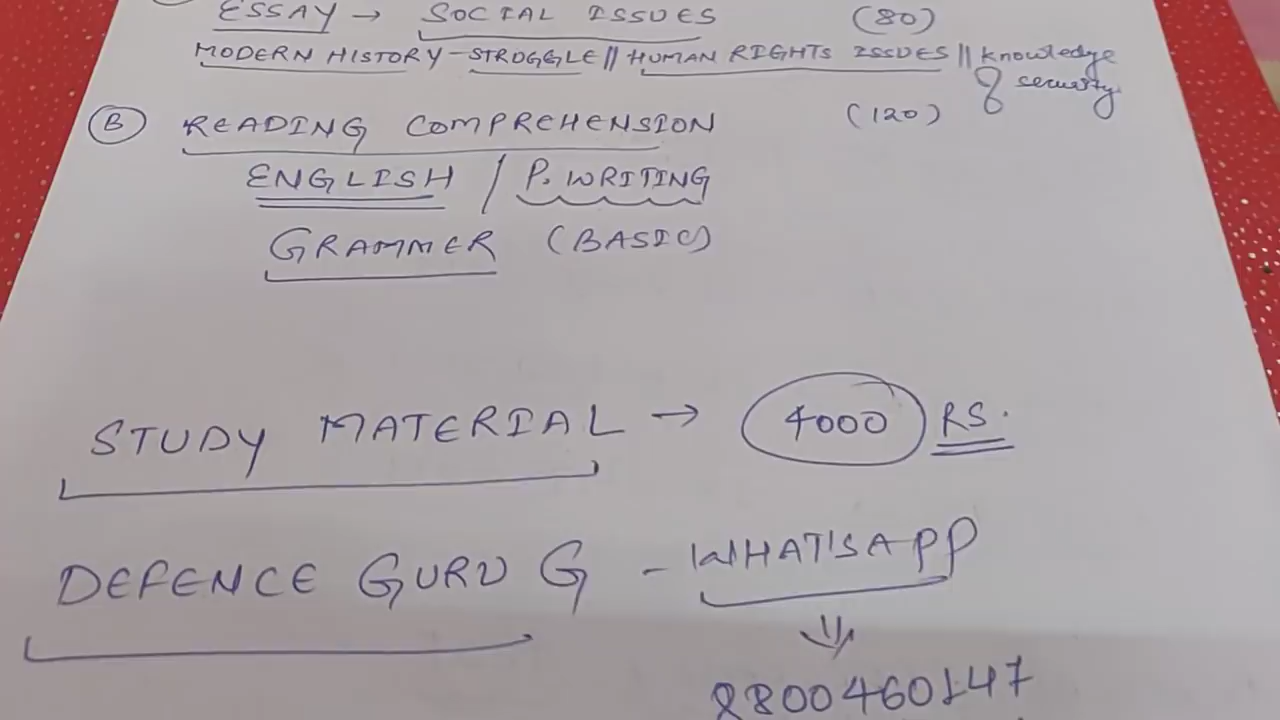 ESSAY → SOCIAL ISSUES (80)
MODERN HISTORY - STRUGGLE // HUMAN RIGHTS ISSUES // knowledge & security
(B) READING COMPREHENSION (120)
ENGLISH / P. WRITING
GRAMMER (BASIC)
STUDY MATERIAL → 4000 RS.
DEFENCE GURU G - WHATSAPP
8800460147